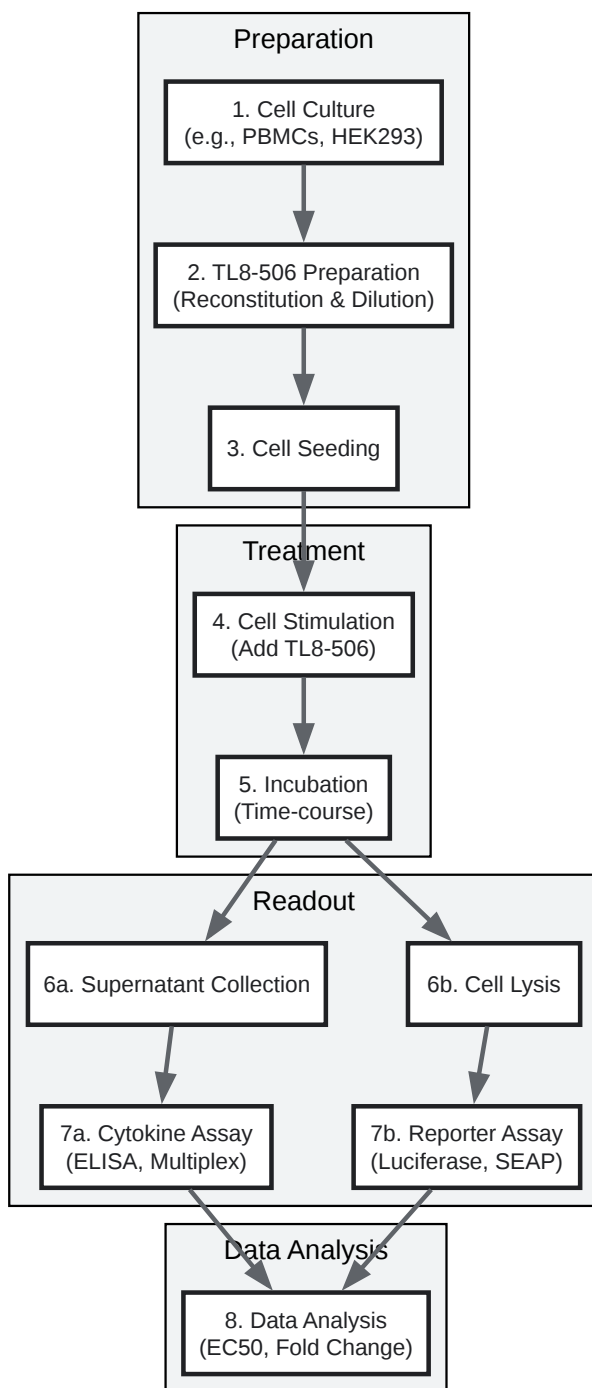 Preparation
1. Cell Culture
(e.g., PBMCs, HEK293)
2. TL8-506 Preparation
(Reconstitution & Dilution)
3. Cell Seeding
Treatment
4. Cell Stimulation
(Add TL8-506)
5. Incubation
(Time-course)
Readout
6a. Supernatant Collection
6b. Cell Lysis
7a. Cytokine Assay
(ELISA, Multiplex)
7b. Reporter Assay
(Luciferase, SEAP)
Data Analysis
8. Data Analysis
(EC50, Fold Change)